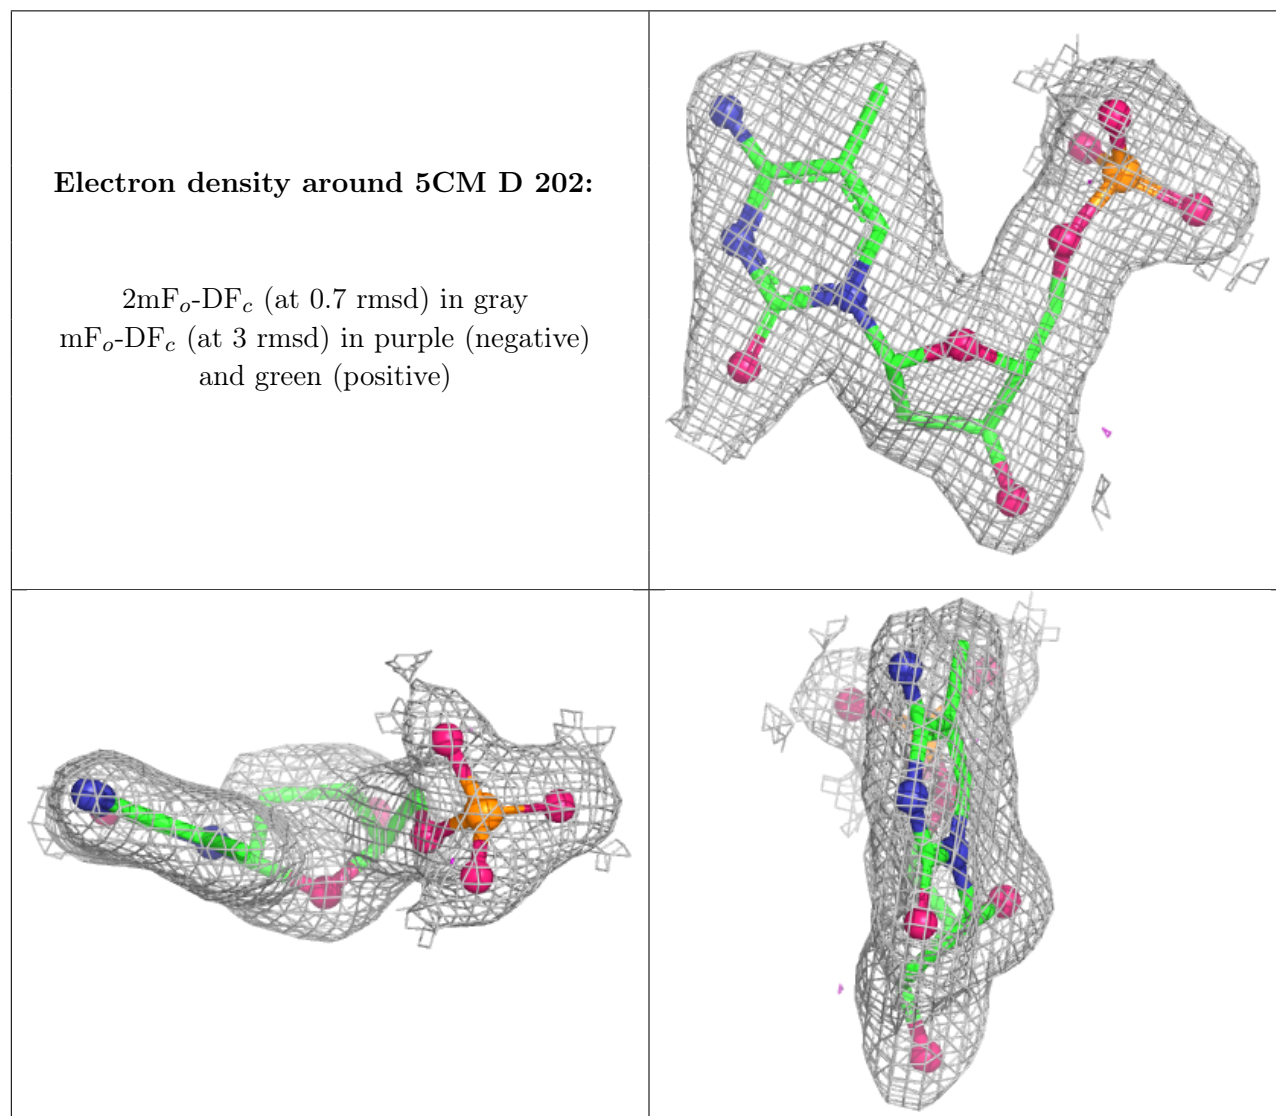 Electron density around 5CM D 202:
2mFₒ-DF𝒸 (at 0.7 rmsd) in gray
mFₒ-DF𝒸 (at 3 rmsd) in purple (negative)
and green (positive)